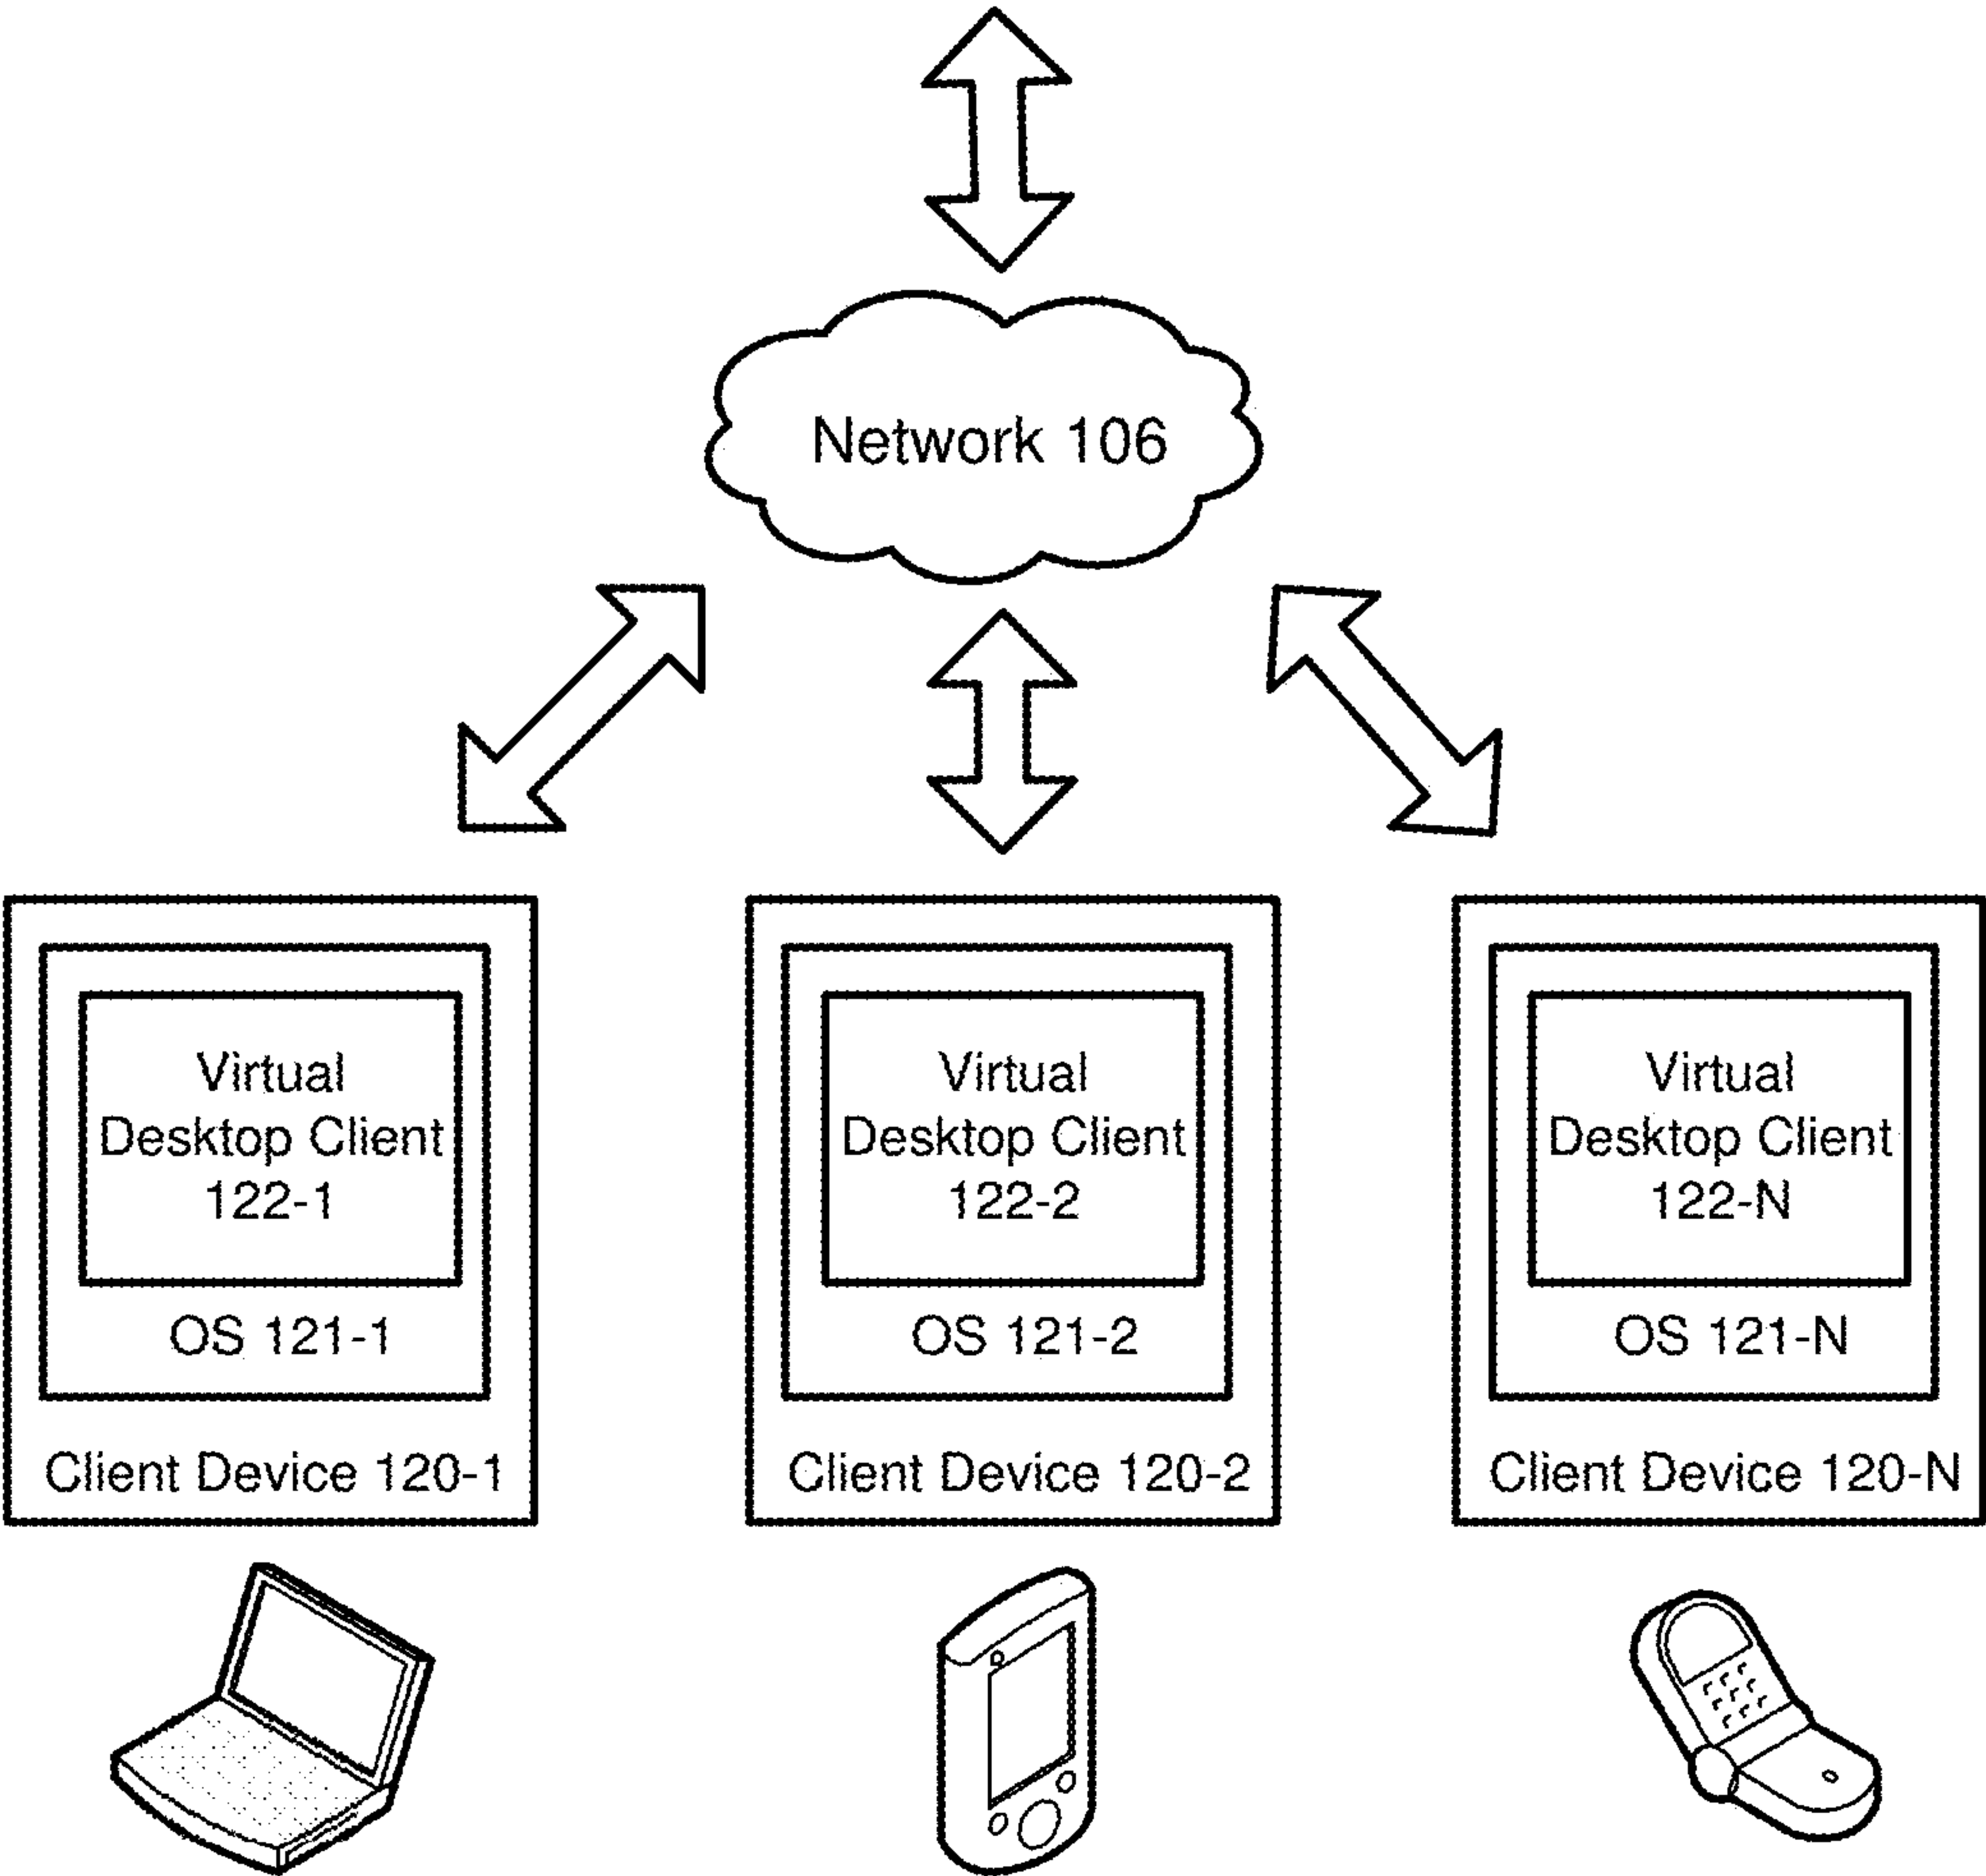 Network 106
Virtual
Desktop Client
122-1
OS 121-1
Client Device 120-1
Virtual
Desktop Client
122-2
OS 121-2
Client Device 120-2
Virtual
Desktop Client
122-N
OS 121-N
Client Device 120-N